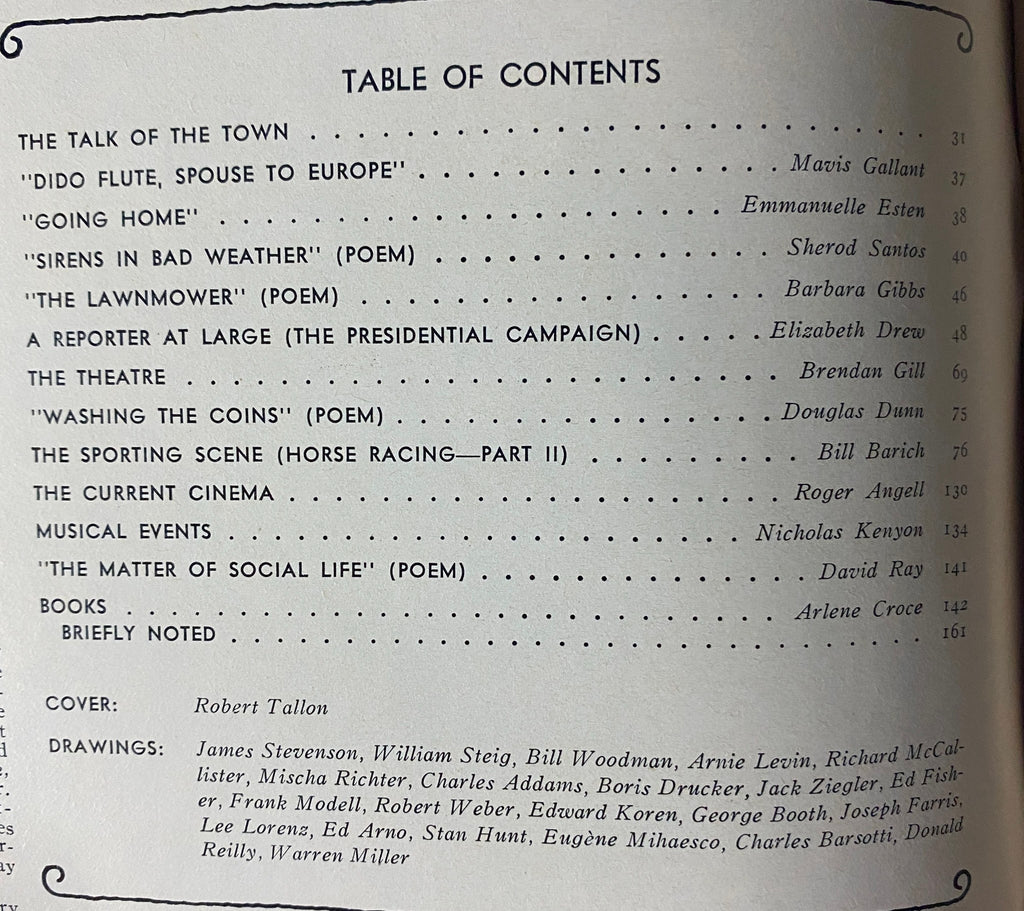 TABLE OF CONTENTS
THE TALK OF THE TOWN . . . . . . . . . . . . . . . . . . . . . . . . . 31
"DIDO FLUTE, SPOUSE TO EUROPE" . . . . . . . . . . . . . . . Mavis Gallant 37
"GOING HOME" . . . . . . . . . . . . . . . . . . . . Emmanuelle Esten 38
"SIRENS IN BAD WEATHER" (POEM) . . . . . . . . . . . . . . Sherod Santos 40
"THE LAWNMOWER" (POEM) . . . . . . . . . . . . . . . . . Barbara Gibbs 46
A REPORTER AT LARGE (THE PRESIDENTIAL CAMPAIGN) . . . . . Elizabeth Drew 48
THE THEATRE . . . . . . . . . . . . . . . . . . . . . . . . Brendan Gill 69
"WASHING THE COINS" (POEM) . . . . . . . . . . . . . . . Douglas Dunn 75
THE SPORTING SCENE (HORSE RACING—PART II) . . . . . . . . . Bill Barich 76
THE CURRENT CINEMA . . . . . . . . . . . . . . . . . . . . Roger Angell 130
MUSICAL EVENTS . . . . . . . . . . . . . . . . . . . . . Nicholas Kenyon 134
"THE MATTER OF SOCIAL LIFE" (POEM) . . . . . . . . . . . . . David Ray 141
BOOKS . . . . . . . . . . . . . . . . . . . . . . . . . . Arlene Croce 142
BRIEFLY NOTED . . . . . . . . . . . . . . . . . . . . . . . . . . . 161
COVER: Robert Tallon
DRAWINGS: James Stevenson, William Steig, Bill Woodman, Arnie Levin, Richard McCal-
lister, Mischa Richter, Charles Addams, Boris Drucker, Jack Ziegler, Ed Fish-
er, Frank Modell, Robert Weber, Edward Koren, George Booth, Joseph Farris,
Lee Lorenz, Ed Arno, Stan Hunt, Eugène Mihaesco, Charles Barsotti, Donald
Reilly, Warren Miller